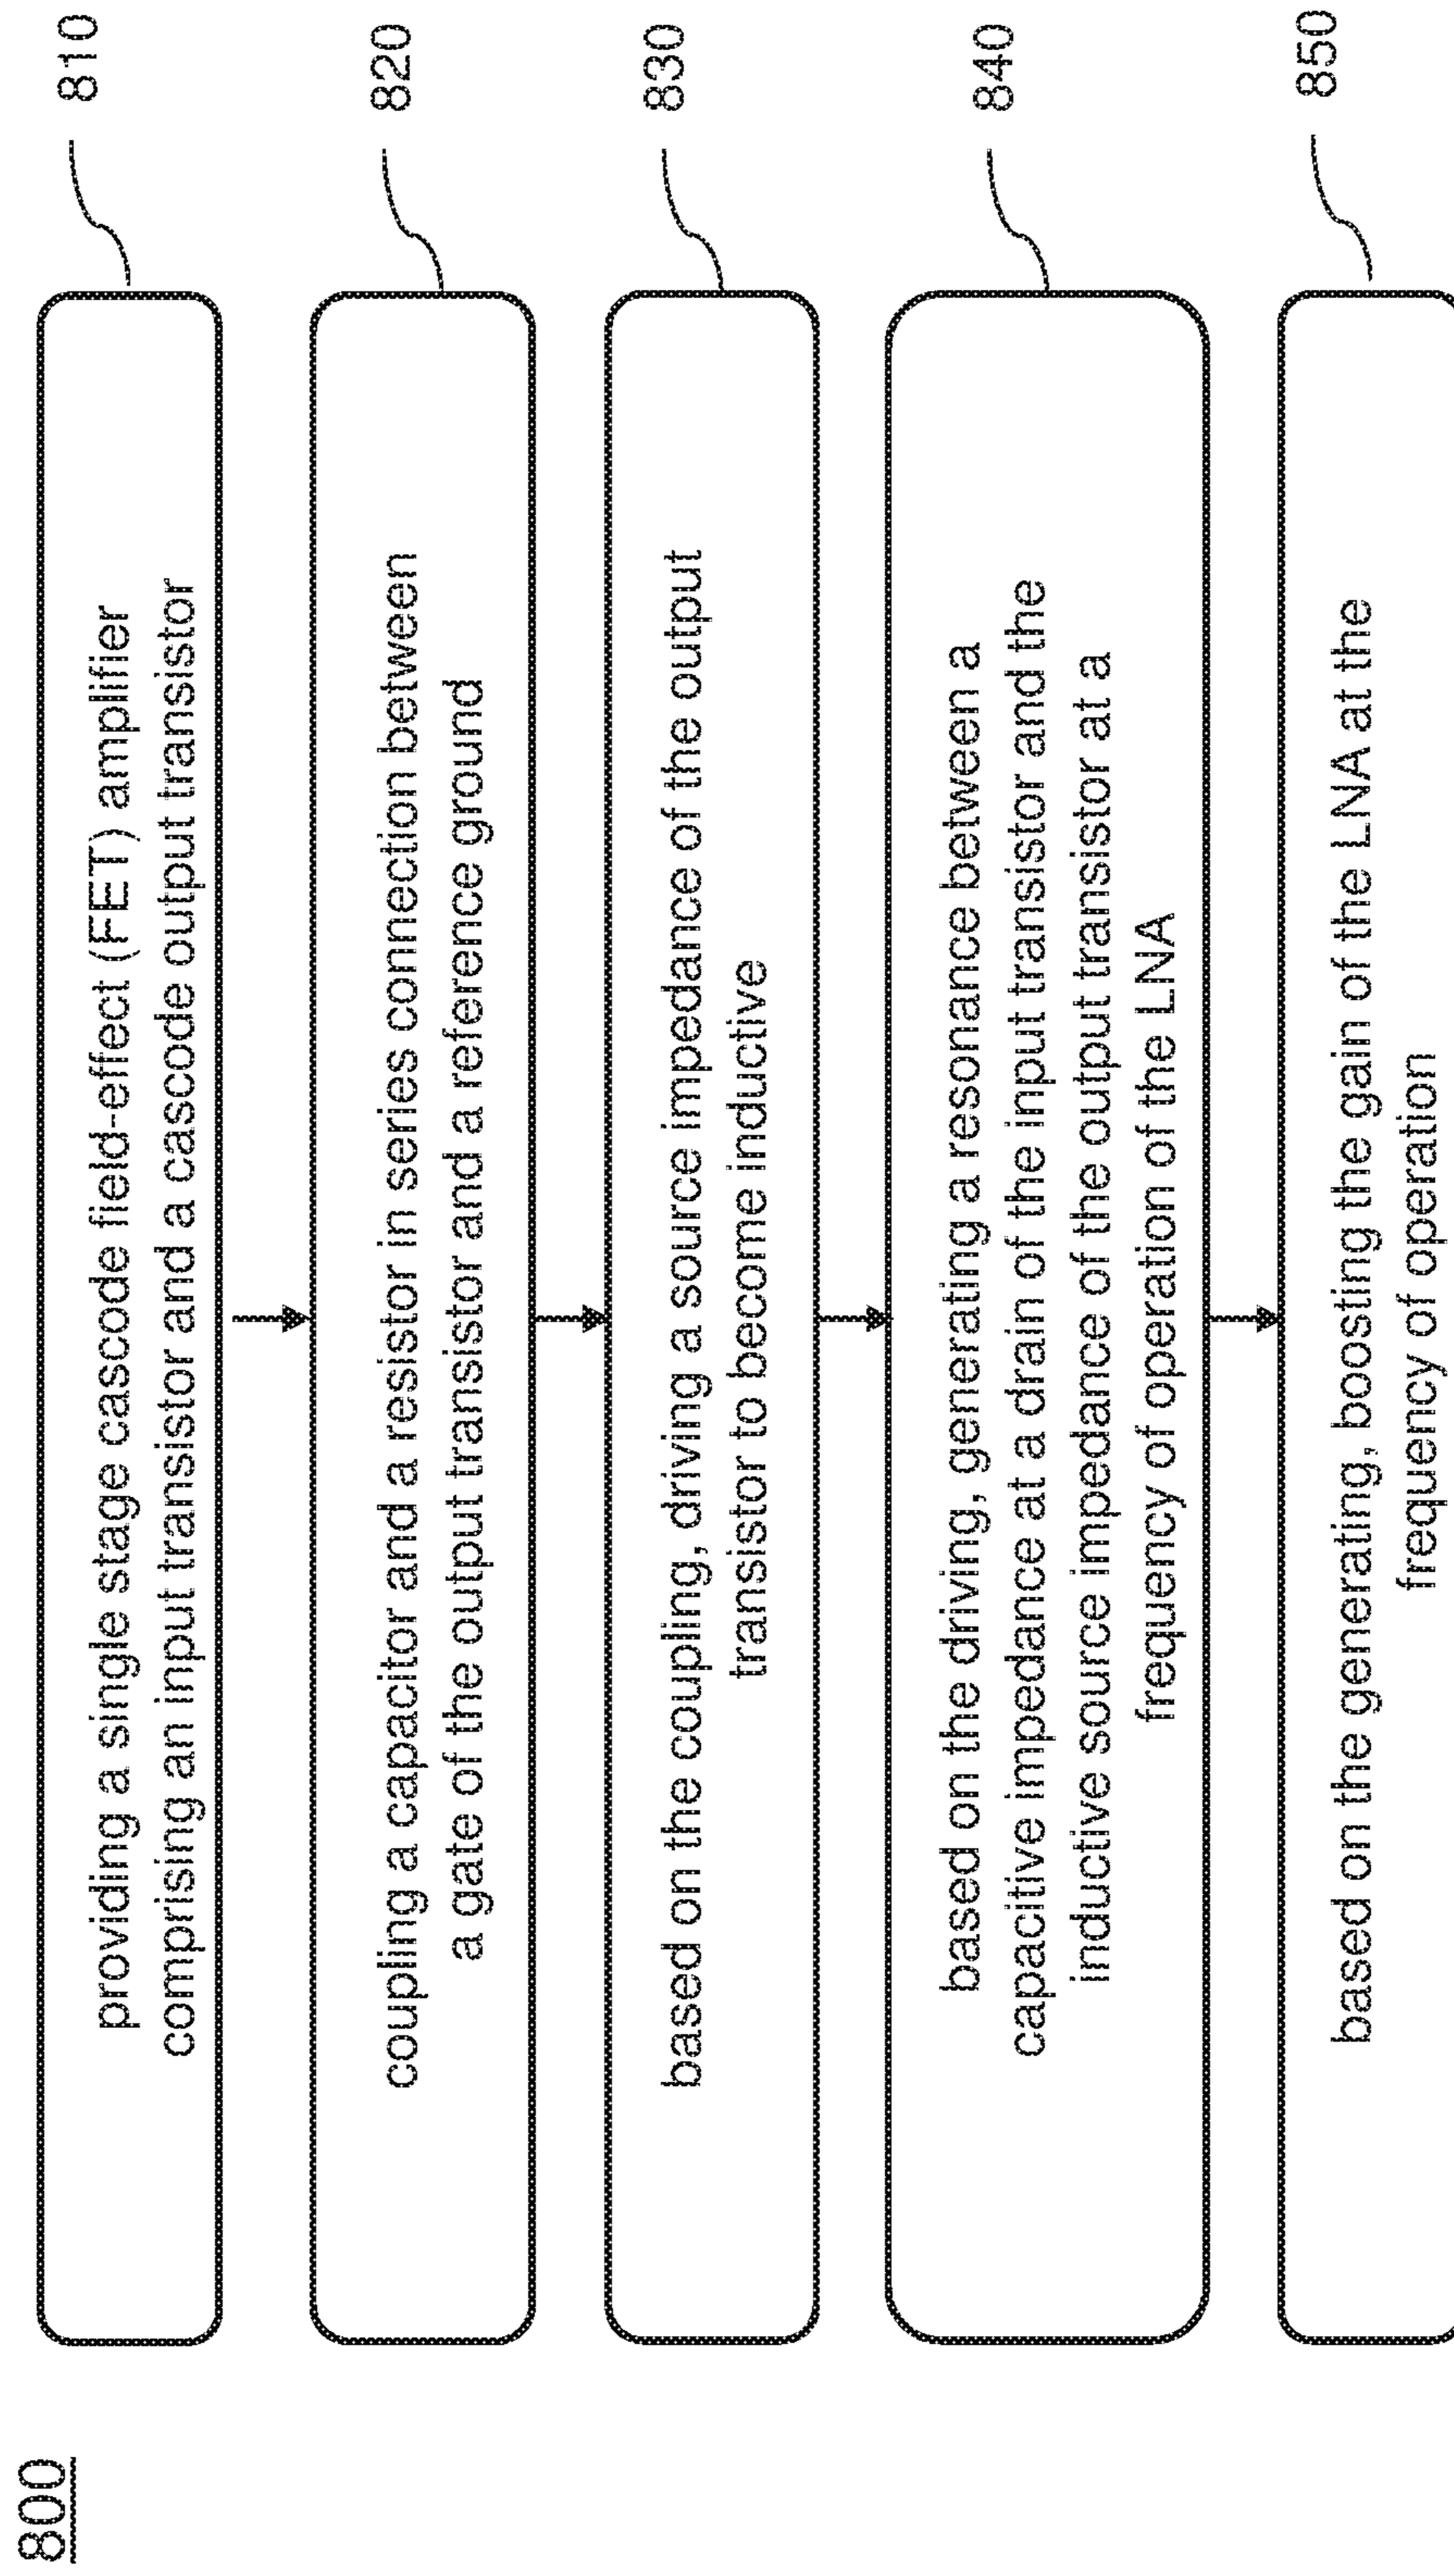 800
providing a single stage cascode field-effect (FET) amplifier
comprising an input transistor and a cascode output transistor
810
coupling a capacitor and a resistor in series connection between
a gate of the output transistor and a reference ground
820
based on the coupling, driving a source impedance of the output
transistor to become inductive
830
based on the driving, generating a resonance between a
capacitive impedance at a drain of the input transistor and the
inductive source impedance of the output transistor at a
frequency of operation of the LNA
840
based on the generating, boosting the gain of the LNA at the
frequency of operation
850